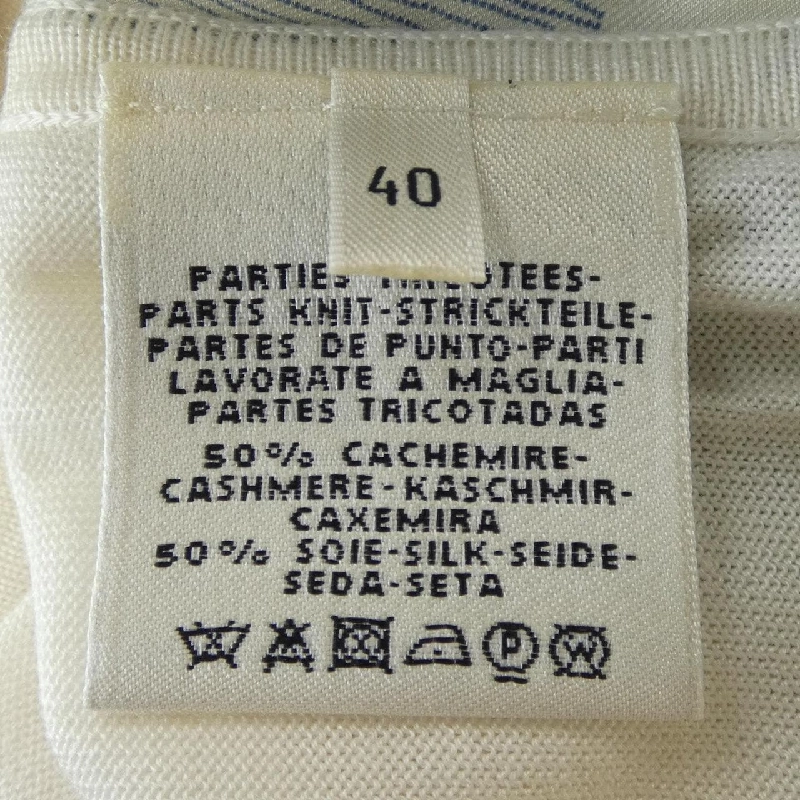 40
PARTIES TRICOTEES-
PARTS KNIT-STRICKTEILE-
PARTES DE PUNTO-PARTI
LAVORATE A MAGLIA-
PARTES TRICOTADAS
50% CACHEMIRE-
CASHMERE-KASCHMIR-
CAXEMIRA
50% SOIE-SILK-SEIDE-
SEDA-SETA
P W